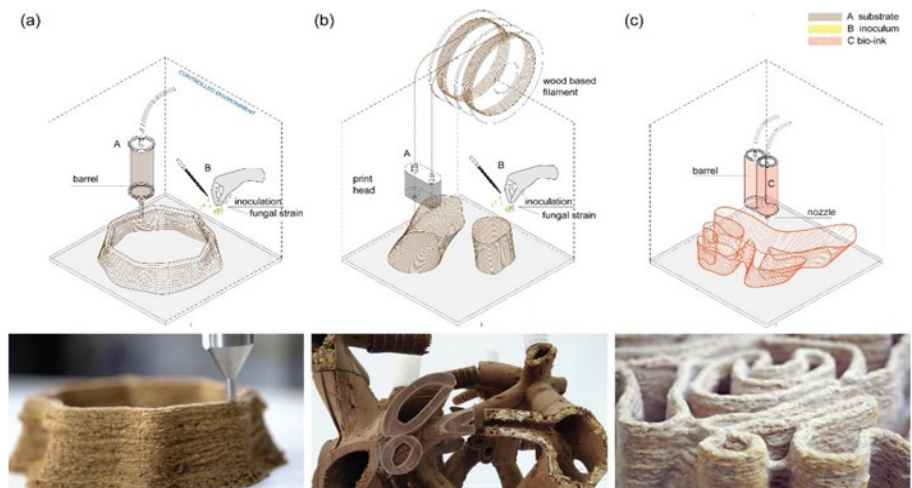 (a)
(b)
(c)
A substrate
B inoculum
C bio-ink
CONTROLLED ENVIRONMENT
wood based
filament
A
barrel
B
inoculation
fungal strain
A
print
head
B
inoculation
fungal strain
barrel
C
nozzle